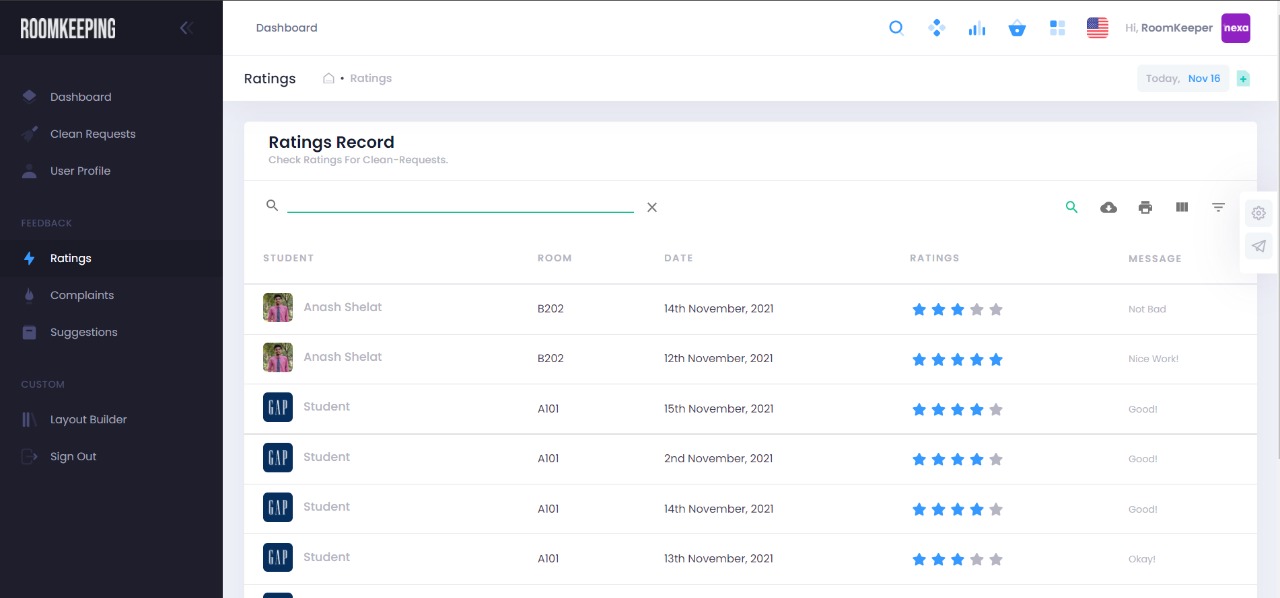 ROOMKEEPING
Dashboard
Hi, RoomKeeper
nexa
Ratings
• Ratings
Today, Nov 16
Dashboard
Clean Requests
User Profile
FEEDBACK
Ratings
Complaints
Suggestions
CUSTOM
Layout Builder
Sign Out
Ratings Record
Check Ratings For Clean-Requests.
STUDENT ROOM DATE RATINGS MESSAGE
Anash Shelat B202 14th November, 2021 Not Bad
Anash Shelat B202 12th November, 2021 Nice Work!
GAP Student A101 15th November, 2021 Good!
GAP Student A101 2nd November, 2021 Good!
GAP Student A101 14th November, 2021 Good!
GAP Student A101 13th November, 2021 Okay!